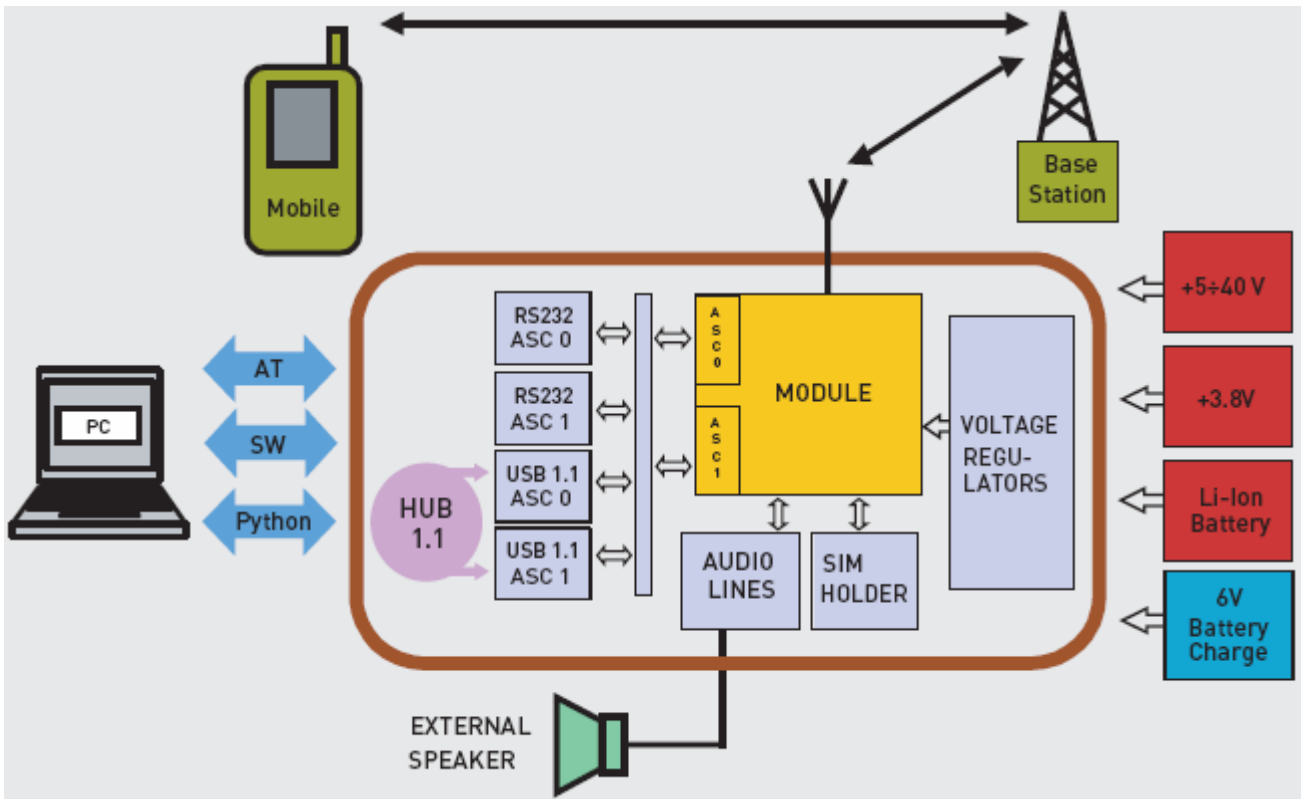 Mobile
Base
Station
+5÷40 V
+3.8V
Li-Ion
Battery
6V
Battery
Charge
PC
AT
SW
Python
HUB
1.1
RS232
ASC 0
RS232
ASC 1
USB 1.1
ASC 0
USB 1.1
ASC 1
ASC0
ASC1
MODULE
VOLTAGE
REGU-
LATORS
AUDIO
LINES
SIM
HOLDER
EXTERNAL
SPEAKER